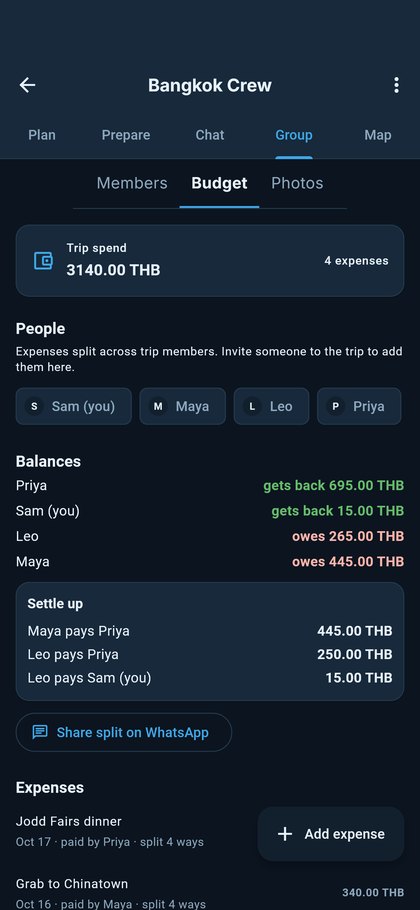 Bangkok Crew
Plan Prepare Chat Group Map
Members Budget Photos
Trip spend
3140.00 THB
4 expenses
People
Expenses split across trip members. Invite someone to the trip to add
them here.
S Sam (you) M Maya L Leo P Priya
Balances
Priya gets back 695.00 THB
Sam (you) gets back 15.00 THB
Leo owes 265.00 THB
Maya owes 445.00 THB
Settle up
Maya pays Priya 445.00 THB
Leo pays Priya 250.00 THB
Leo pays Sam (you) 15.00 THB
Share split on WhatsApp
Expenses
Jodd Fairs dinner
Oct 17 · paid by Priya · split 4 ways
+ Add expense
Grab to Chinatown
340.00 THB
Oct 16 · paid by Maya · split 4 ways